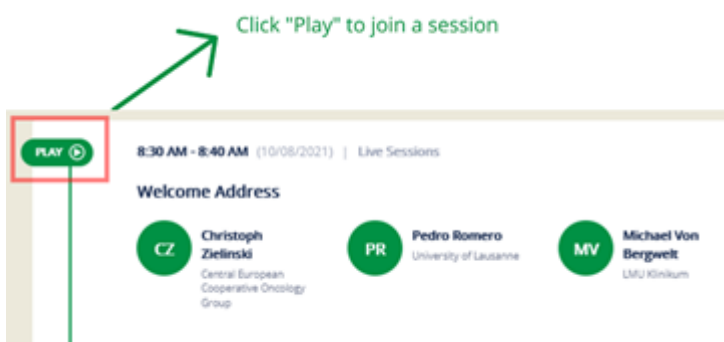 Click "Play" to join a session
PLAY
8:30 AM - 8:40 AM (10/08/2021) | Live Sessions
Welcome Address
CZ
Christoph
Zielinski
Central European
Cooperative Oncology
Group
PR
Pedro Romero
University of Lausanne
MV
Michael Von
Bergwelt
LMU Klinikum